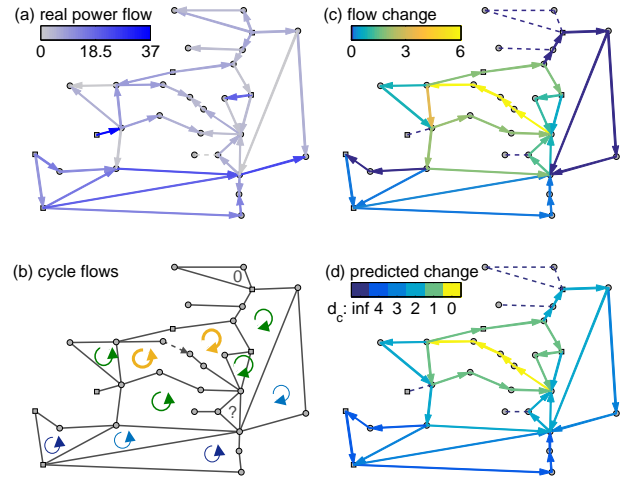 (a) real power flow
0 18.5 37
(c) flow change
0 3 6
(b) cycle flows
0
?
(d) predicted change
d_c: inf 4 3 2 1 0